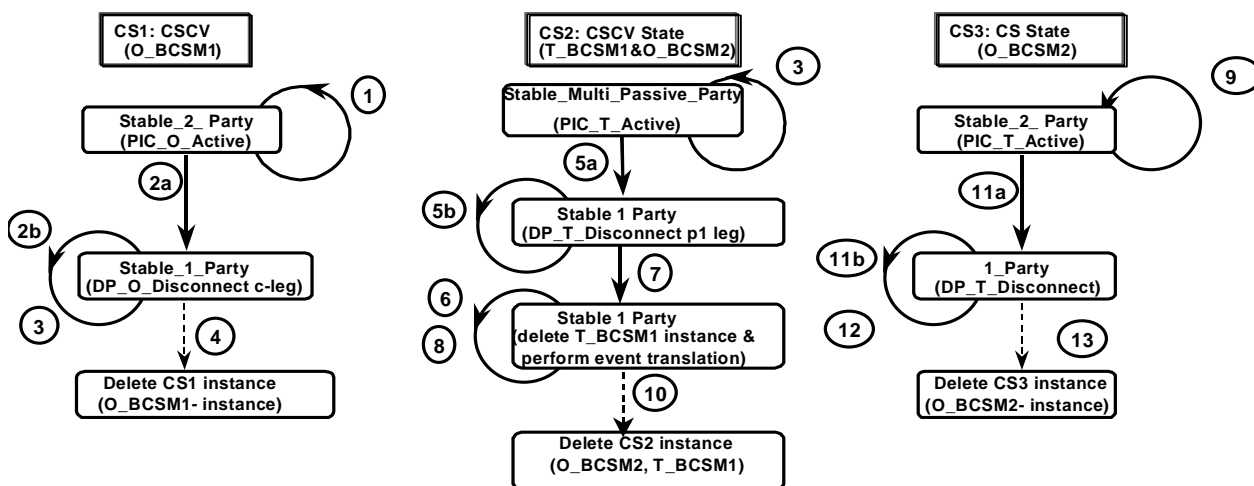 CS1: CSCV
(O_BCSM1)
1
Stable_2_ Party
(PIC_O_Active)
2a
2b
Stable_1_Party
(DP_O_Disconnect c-leg)
3
4
Delete CS1 instance
(O_BCSM1- instance)
CS2: CSCV State
(T_BCSM1&O_BCSM2)
3
Stable_Multi_Passive_Party
(PIC_T_Active)
5a
5b
Stable 1 Party
(DP_T_Disconnect p1 leg)
7
6
8
Stable 1 Party
(delete T_BCSM1 instance &
perform event translation)
10
Delete CS2 instance
(O_BCSM2, T_BCSM1)
CS3: CS State
(O_BCSM2)
9
Stable_2_ Party
(PIC_T_Active)
11a
11b
1_Party
(DP_T_Disconnect)
12
13
Delete CS3 instance
(O_BCSM2- instance)